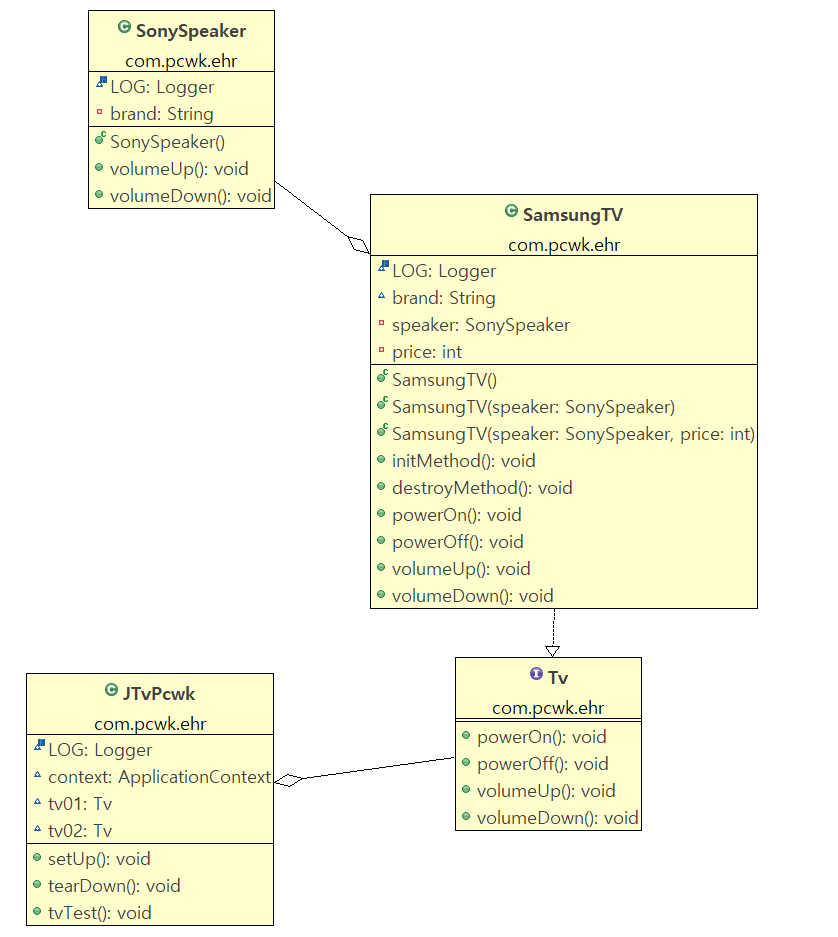 SonySpeaker
com.pcwk.ehr
LOG: Logger
brand: String
SonySpeaker()
volumeUp(): void
volumeDown(): void
SamsungTV
com.pcwk.ehr
LOG: Logger
brand: String
speaker: SonySpeaker
price: int
SamsungTV()
SamsungTV(speaker: SonySpeaker)
SamsungTV(speaker: SonySpeaker, price: int)
initMethod(): void
destroyMethod(): void
powerOn(): void
powerOff(): void
volumeUp(): void
volumeDown(): void
JTvPcwk
com.pcwk.ehr
LOG: Logger
context: ApplicationContext
tv01: Tv
tv02: Tv
setUp(): void
tearDown(): void
tvTest(): void
Tv
com.pcwk.ehr
powerOn(): void
powerOff(): void
volumeUp(): void
volumeDown(): void